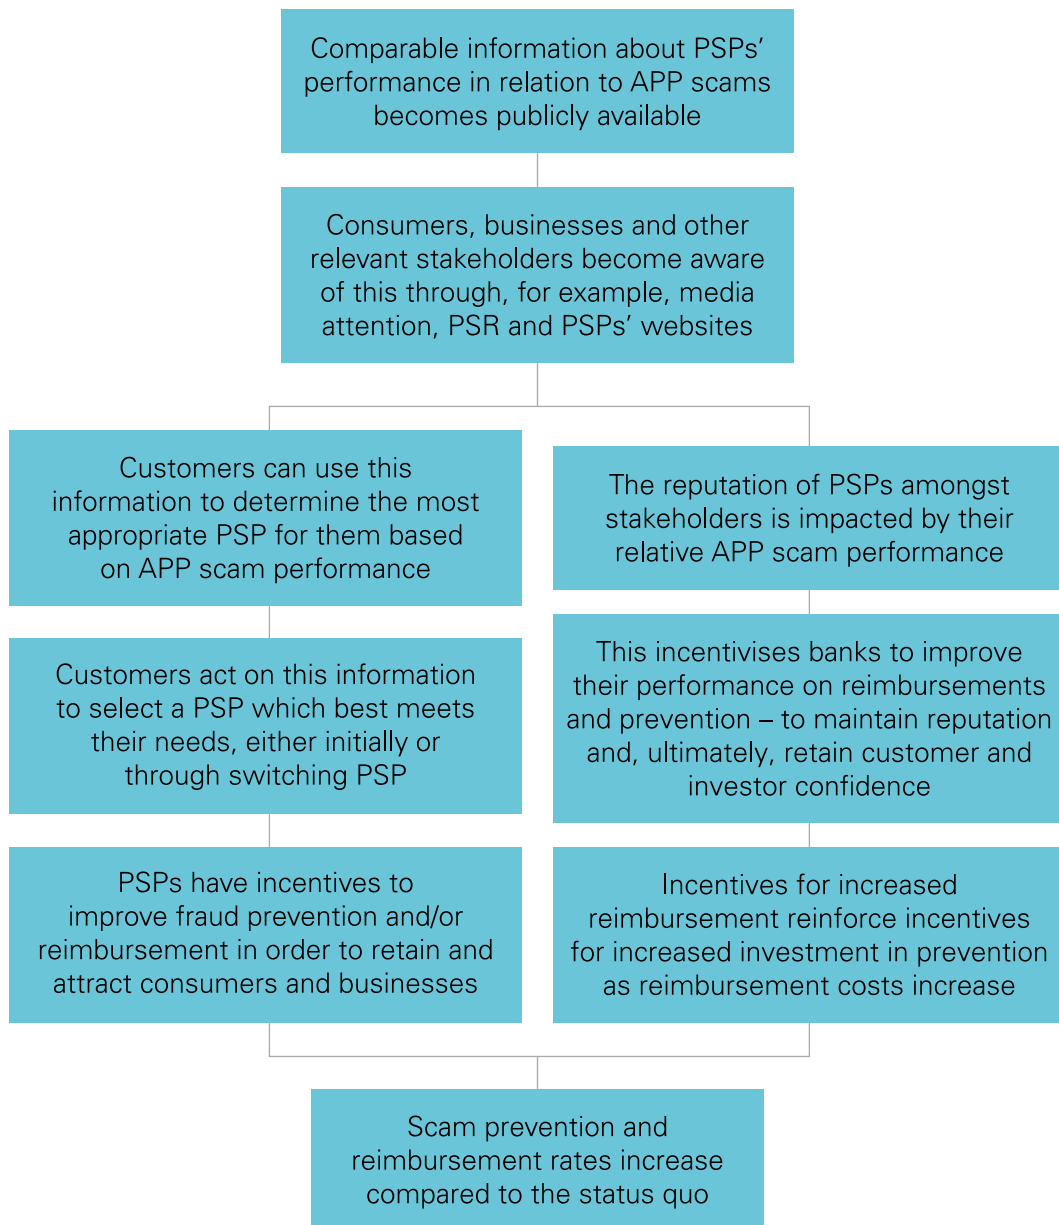 Comparable information about PSPs’
performance in relation to APP scams
becomes publicly available
Consumers, businesses and other
relevant stakeholders become aware
of this through, for example, media
attention, PSR and PSPs’ websites
Customers can use this
information to determine the most
appropriate PSP for them based
on APP scam performance
Customers act on this information
to select a PSP which best meets
their needs, either initially or
through switching PSP
PSPs have incentives to
improve fraud prevention and/or
reimbursement in order to retain and
attract consumers and businesses
The reputation of PSPs amongst
stakeholders is impacted by their
relative APP scam performance
This incentivises banks to improve
their performance on reimbursements
and prevention – to maintain reputation
and, ultimately, retain customer and
investor confidence
Incentives for increased
reimbursement reinforce incentives
for increased investment in prevention
as reimbursement costs increase
Scam prevention and
reimbursement rates increase
compared to the status quo